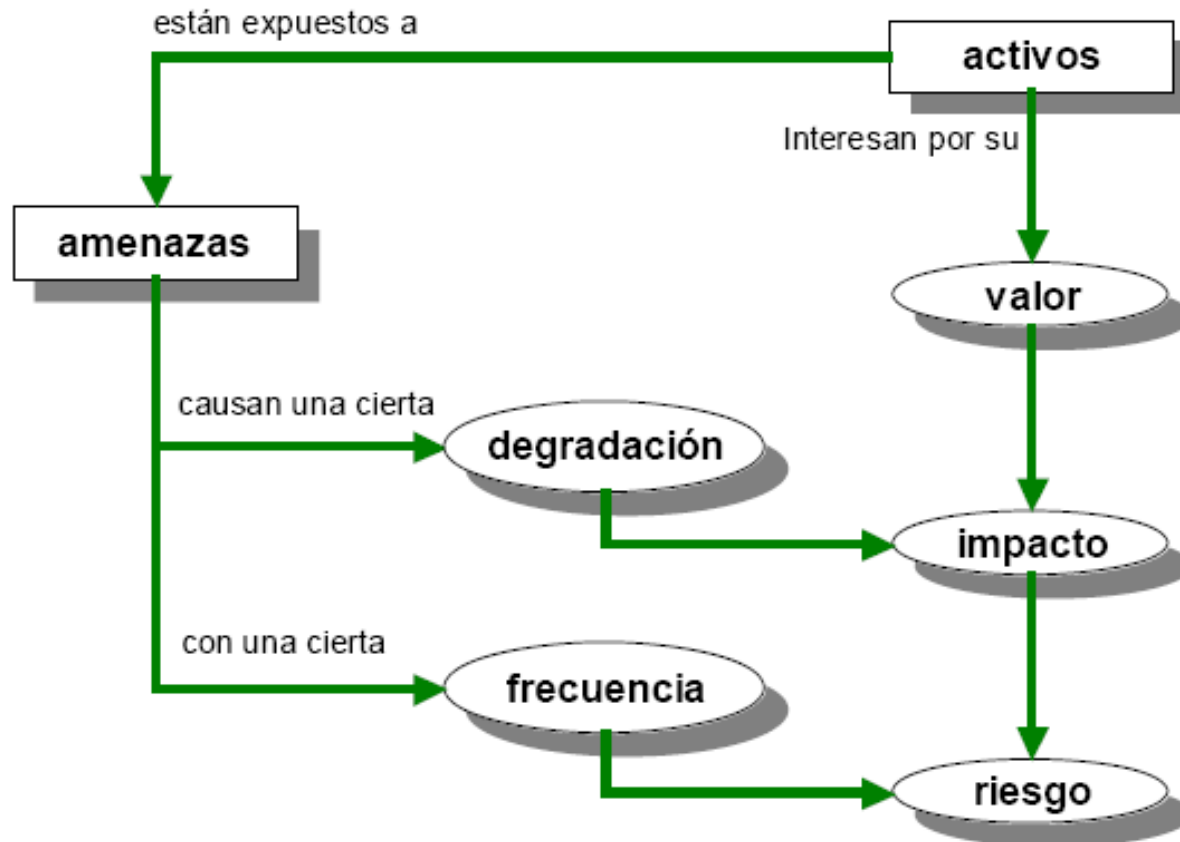 están expuestos a
activos
Interesan por su
amenazas
valor
causan una cierta
degradación
impacto
con una cierta
frecuencia
riesgo